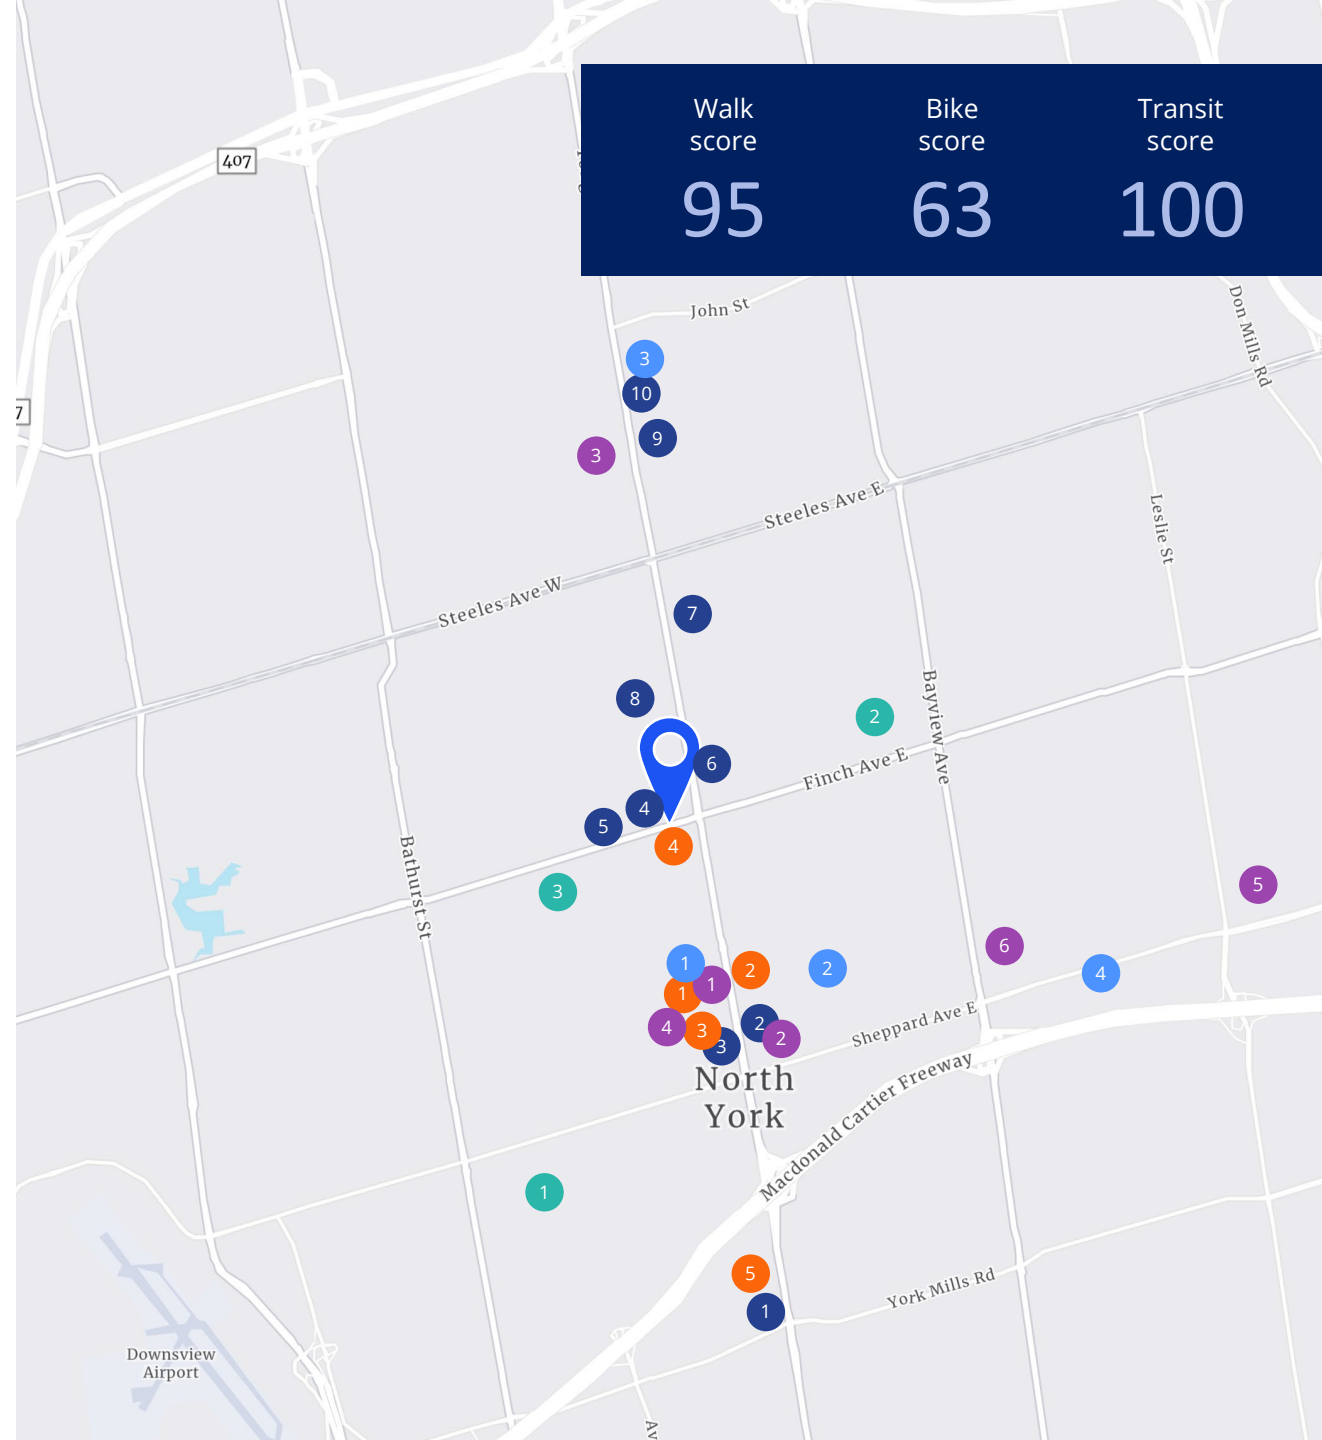 Walk
score
95
Bike
score
63
Transit
score
100
407
John St
Don Mills Rd
3
10
7
9
3
Steeles Ave E
Leslie St
Steeles Ave W
7
8
Bayview Ave
2
6
Finch Ave E
4
5
4
Bathurst St
3
5
6
1
2
2
4
1
1
4
3
2
2
3
Sheppard Ave E
North
York
Macdonald Cartier Freeway
1
5
York Mills Rd
1
Downsview
Airport
Av